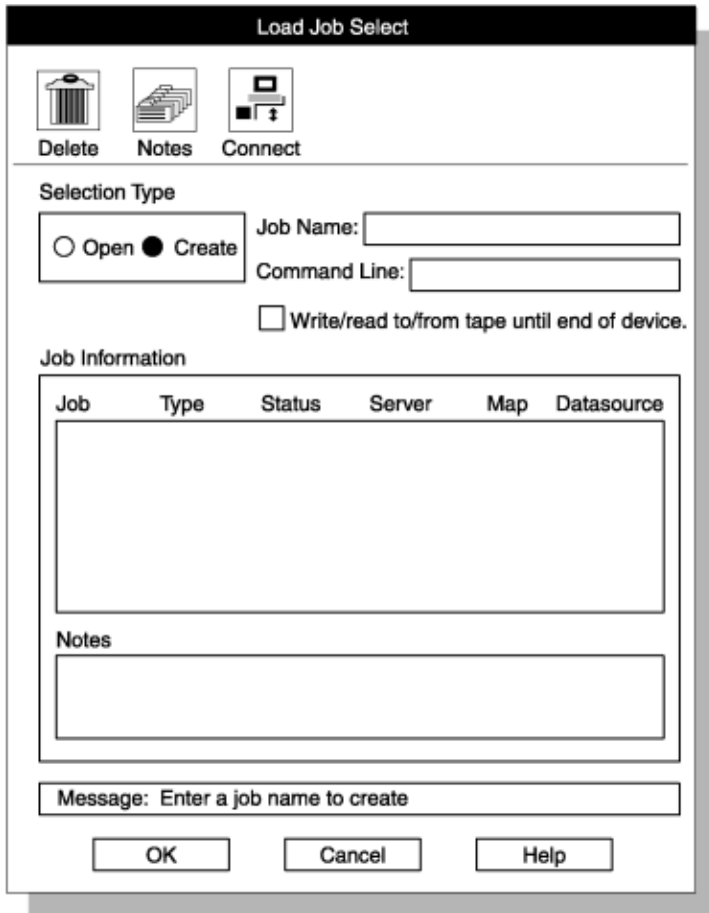 Load Job Select
Delete Notes Connect
Selection Type
Open Create
Job Name:
Command Line:
Write/read to/from tape until end of device.
Job Information
Job Type Status Server Map Datasource
Notes
Message: Enter a job name to create
OK Cancel Help